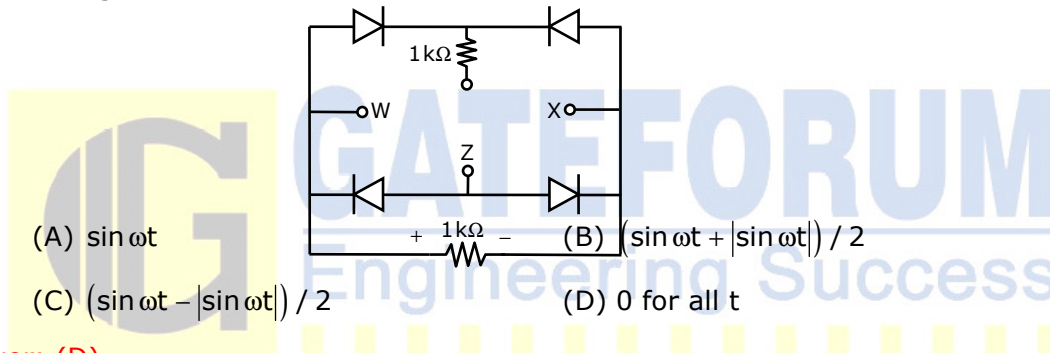 1kΩ
W
X
Z
GATEFORUM
(A) sin ωt
+ 1kΩ −
(B) (sin ωt + |sin ωt|) / 2
Engineering Success
(C) (sin ωt − |sin ωt|) / 2
(D) 0 for all t
(D)